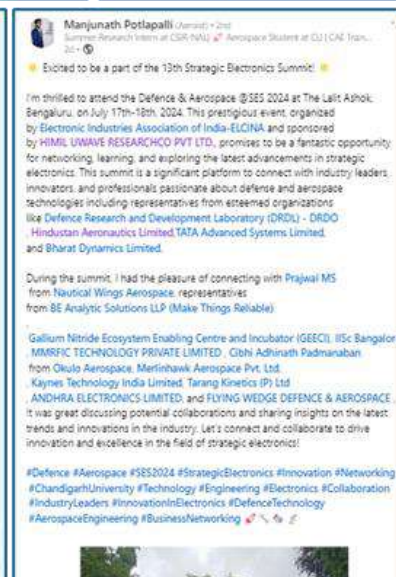 Manjunath Potlapalli • 2nd
Summer Research Intern at CSIR-NAL Aerospace Student at CU | CAE Train...
2d •
Excited to be a part of the 13th Strategic Electronics Summit!
I'm thrilled to attend the Defence & Aerospace @SES 2024 at The Lalit Ashok,
Bengaluru, on July 17th-18th, 2024. This prestigious event, organized
by Electronic Industries Association of India-ELCINA and sponsored
by HIMIL UWAVE RESEARCHCO PVT LTD., promises to be a fantastic opportunity
for networking, learning, and exploring the latest advancements in strategic
electronics. This summit is a significant platform to connect with industry leaders,
innovators, and professionals passionate about defense and aerospace
technologies including representatives from esteemed organizations
like Defence Research and Development Laboratory (DRDL) - DRDO
, Hindustan Aeronautics Limited,TATA Advanced Systems Limited,
and Bharat Dynamics Limited.
During the summit, I had the pleasure of connecting with Prajwal MS
from Nautical Wings Aerospace, representatives
from BE Analytic Solutions LLP (Make Things Reliable)
,
Gallium Nitride Ecosystem Enabling Centre and Incubator (GEECI), IISc Bangalor
, MMRFIC TECHNOLOGY PRIVATE LIMITED , Cibhi Adhinath Padmanaban
from Okulo Aerospace, Merlinhawk Aerospace Pvt. Ltd.
, Kaynes Technology India Limited, Tarang Kinetics (P) Ltd
, ANDHRA ELECTRONICS LIMITED, and FLYING WEDGE DEFENCE & AEROSPACE .
It was great discussing potential collaborations and sharing insights on the latest
trends and innovations in the industry. Let's connect and collaborate to drive
innovation and excellence in the field of strategic electronics!
#Defence #Aerospace #SES2024 #StrategicElectronics #Innovation #Networking
#ChandigarhUniversity #Technology #Engineering #Electronics #Collaboration
#IndustryLeaders #InnovationInElectronics #DefenceTechnology
#AerospaceEngineering #BusinessNetworking